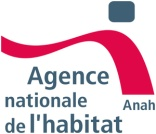 Agence
nationale
de l'habitat
Anah